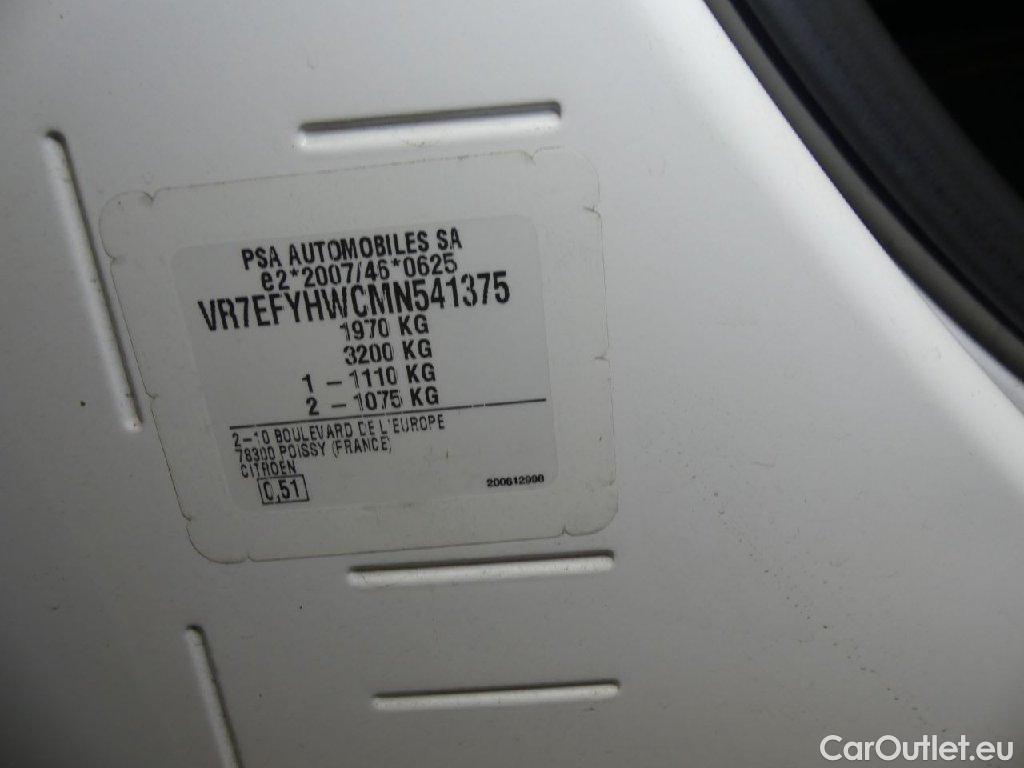 PSA AUTOMOBILES SA
e2*2007/46*0625
VR7EFYHWCMN541375
1970 KG
3200 KG
1 - 1110 KG
2 - 1075 KG
2-10 BOULEVARD DE L'EUROPE
78300 POISSY (FRANCE)
CITROEN
0,51
CarOutlet.eu